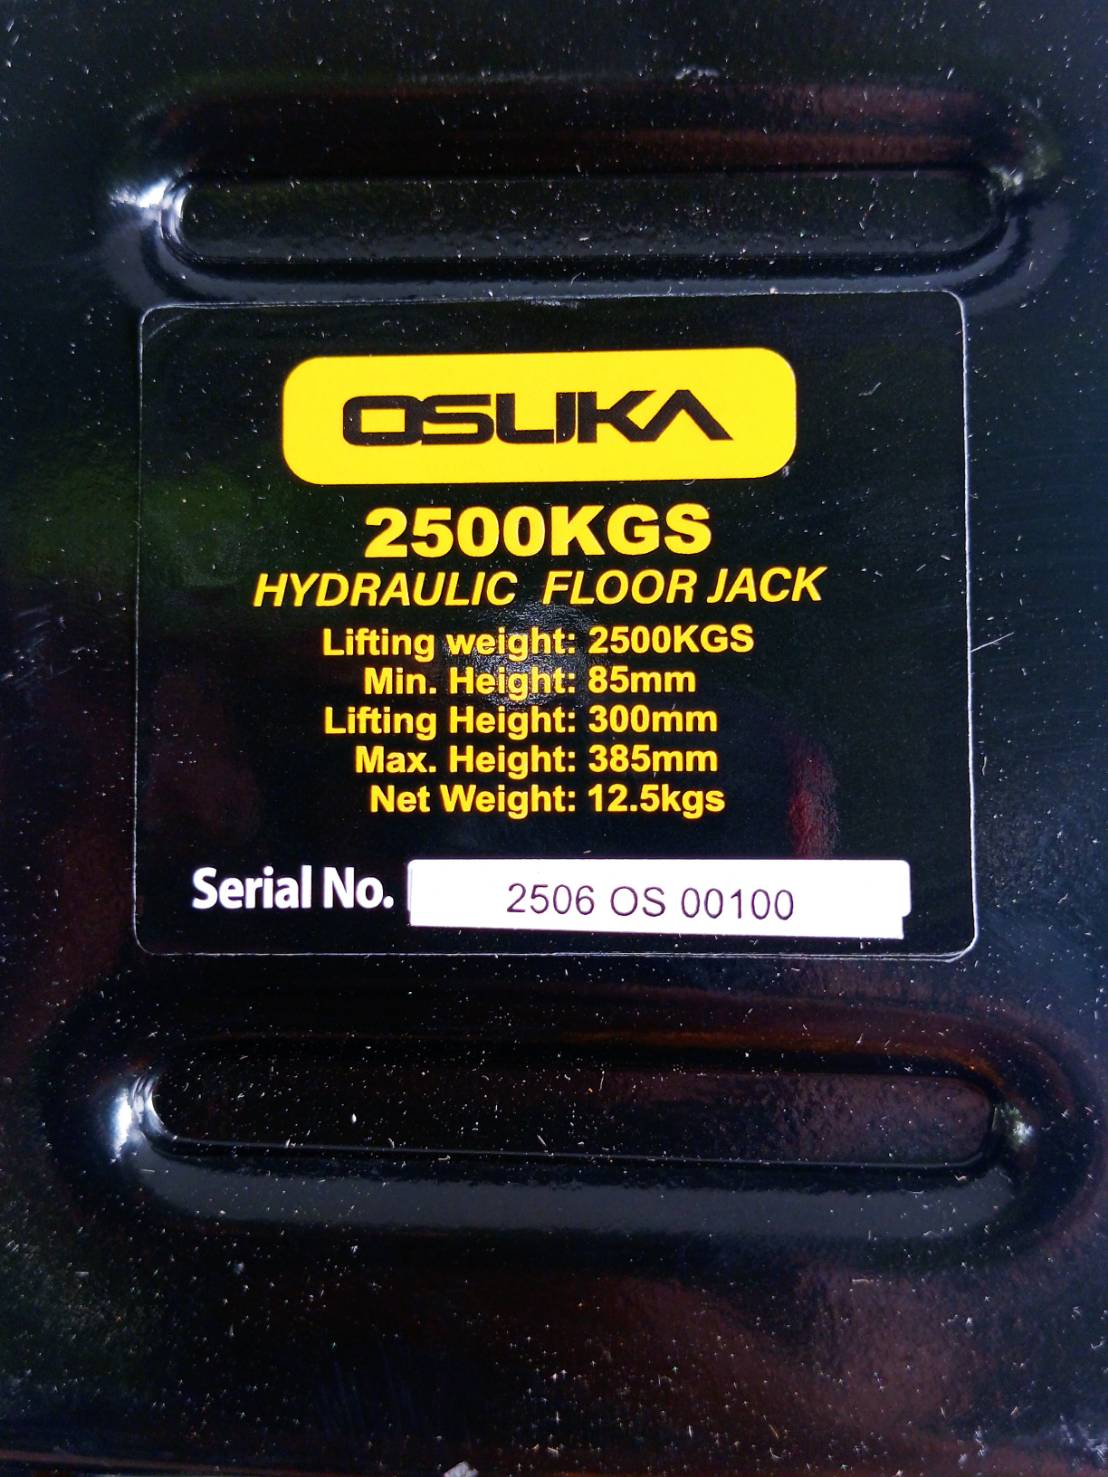 OSUKA
2500KGS
HYDRAULIC FLOOR JACK
Lifting weight: 2500KGS
Min. Height: 85mm
Lifting Height: 300mm
Max. Height: 385mm
Net Weight: 12.5kgs
Serial No. 2506 OS 00100